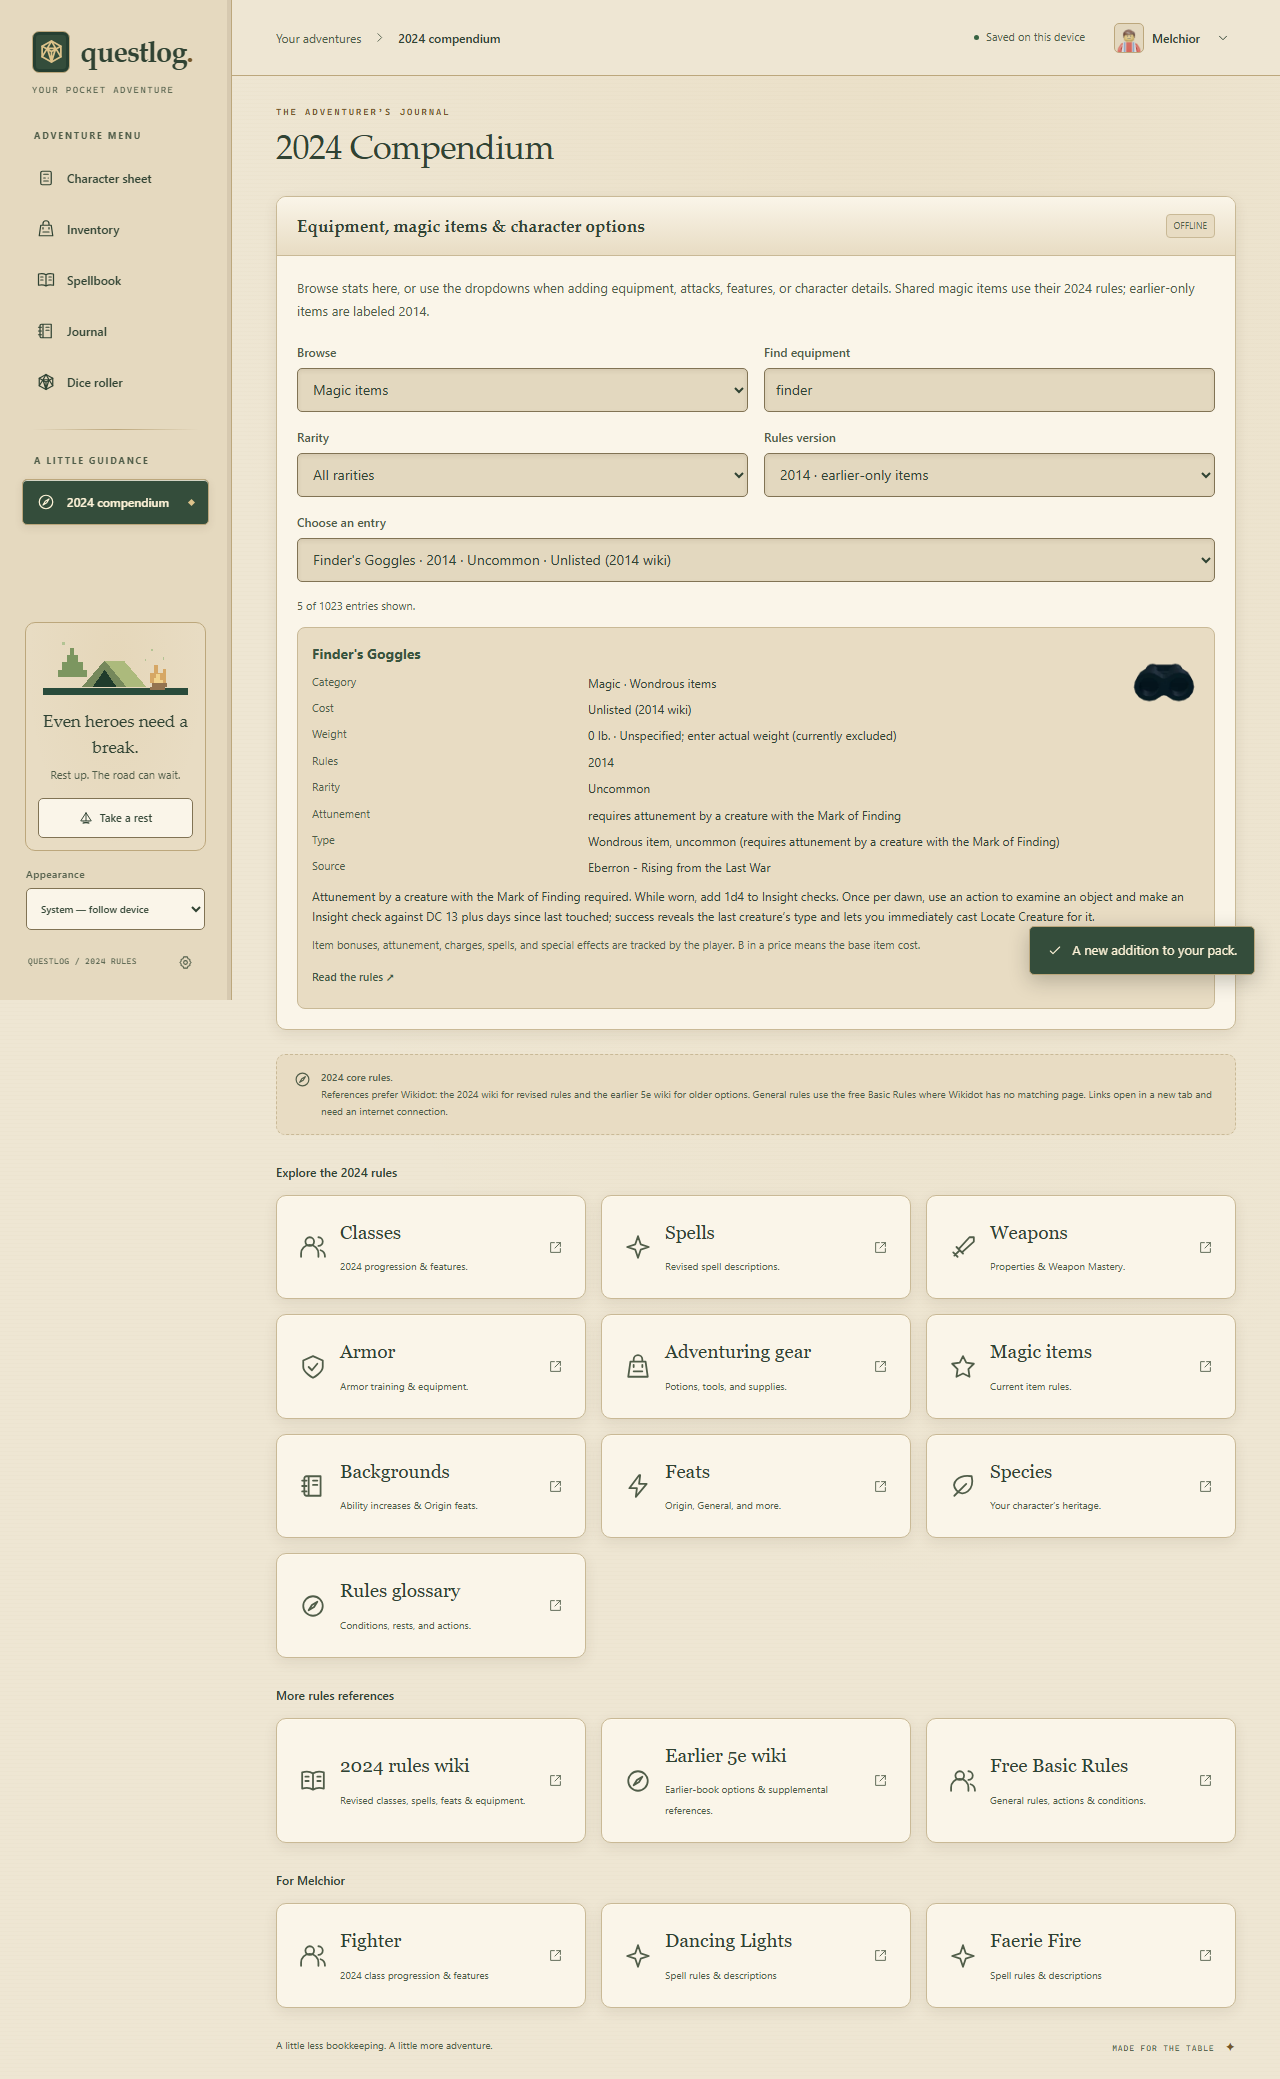 questlog.
YOUR POCKET ADVENTURE
ADVENTURE MENU
Character sheet
Inventory
Spellbook
Journal
Dice roller
A LITTLE GUIDANCE
2024 compendium
Even heroes need a
break.
Rest up. The road can wait.
Take a rest
Appearance
System — follow device
QUESTLOG / 2024 RULES
Your adventures
2024 compendium
Saved on this device
Melchior
THE ADVENTURER'S JOURNAL
2024 Compendium
Equipment, magic items & character options
OFFLINE
Browse stats here, or use the dropdowns when adding equipment, attacks, features, or character details. Shared magic items use their 2024 rules; earlier-only
items are labeled 2014.
Browse
Find equipment
Magic items
finder
Rarity
Rules version
All rarities
2014 · earlier-only items
Choose an entry
Finder's Goggles · 2014 · Uncommon · Unlisted (2014 wiki)
5 of 1023 entries shown.
Finder's Goggles
Category
Magic · Wondrous items
Cost
Unlisted (2014 wiki)
Weight
0 lb. · Unspecified; enter actual weight (currently excluded)
Rules
2014
Rarity
Uncommon
Attunement
requires attunement by a creature with the Mark of Finding
Type
Wondrous item, uncommon (requires attunement by a creature with the Mark of Finding)
Source
Eberron - Rising from the Last War
Attunement by a creature with the Mark of Finding required. While worn, add 1d4 to Insight checks. Once per dawn, use an action to examine an object and make an
Insight check against DC 13 plus days since last touched; success reveals the last creature's type and lets you immediately cast Locate Creature for it.
Item bonuses, attunement, charges, spells, and special effects are tracked by the player. B in a price means the base item cost.
Read the rules ↗
A new addition to your pack.
2024 core rules.
References prefer Wikidot: the 2024 wiki for revised rules and the earlier 5e wiki for older options. General rules use the free Basic Rules where Wikidot has no matching page. Links open in a new tab and
need an internet connection.
Explore the 2024 rules
Classes
2024 progression & features.
Spells
Revised spell descriptions.
Weapons
Properties & Weapon Mastery.
Armor
Armor training & equipment.
Adventuring gear
Potions, tools, and supplies.
Magic items
Current item rules.
Backgrounds
Ability increases & Origin feats.
Feats
Origin, General, and more.
Species
Your character's heritage.
Rules glossary
Conditions, rests, and actions.
More rules references
2024 rules wiki
Revised classes, spells, feats & equipment.
Earlier 5e wiki
Earlier-book options & supplemental
references.
Free Basic Rules
General rules, actions & conditions.
For Melchior
Fighter
2024 class progression & features
Dancing Lights
Spell rules & descriptions
Faerie Fire
Spell rules & descriptions
A little less bookkeeping. A little more adventure.
MADE FOR THE TABLE